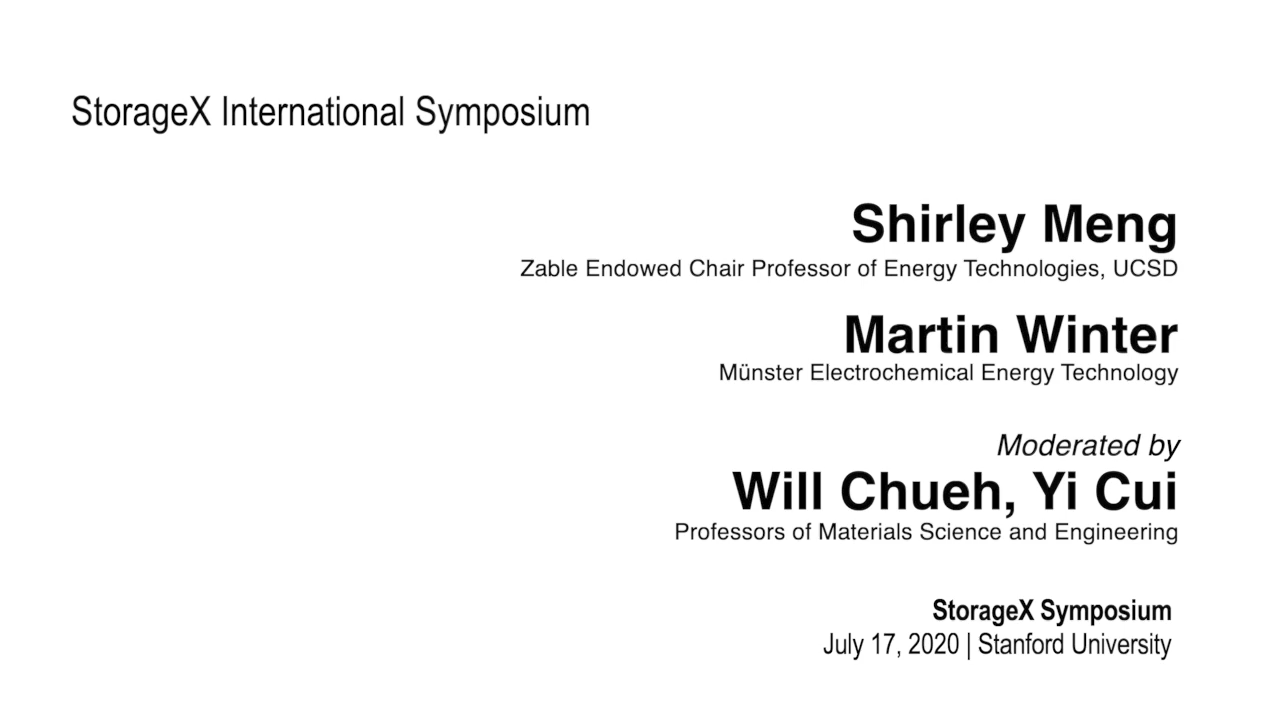 StorageX International Symposium
Shirley Meng
Zable Endowed Chair Professor of Energy Technologies, UCSD
Martin Winter
Münster Electrochemical Energy Technology
Moderated by
Will Chueh, Yi Cui
Professors of Materials Science and Engineering
StorageX Symposium
July 17, 2020 | Stanford University